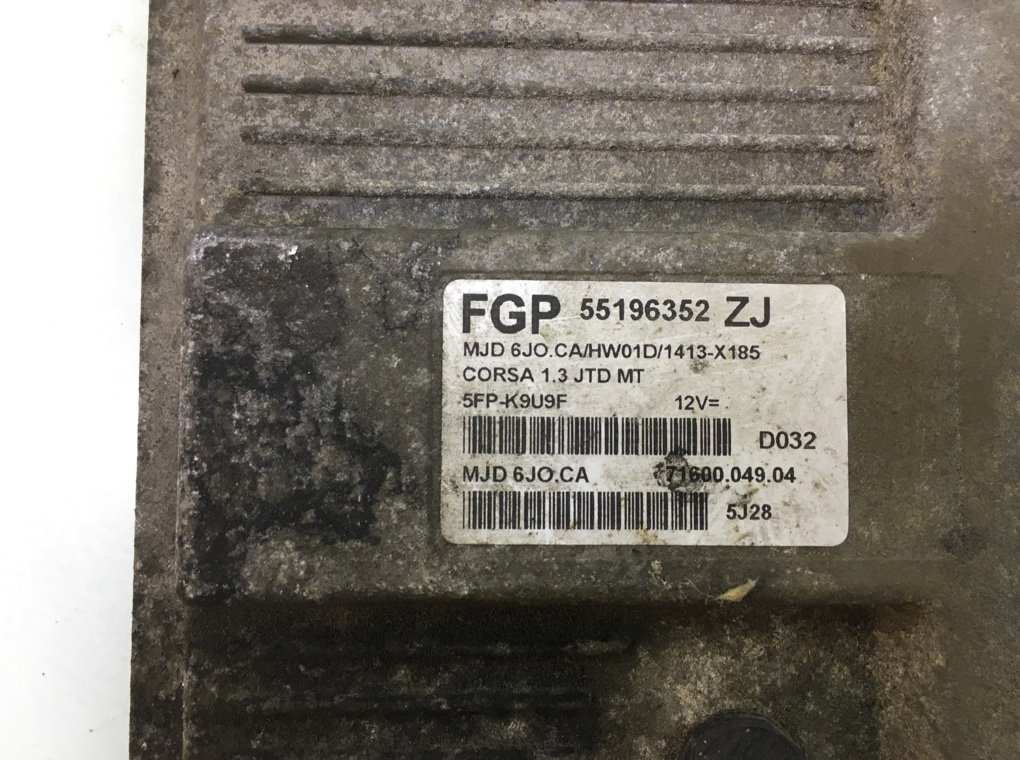 FGP 55196352 ZJ
MJD 6JO.CA/HW01D/1413-X185
CORSA 1.3 JTD MT
5FP-K9U9F 12V=.
D032
MJD 6JO.CA 71600.049.04
5J28